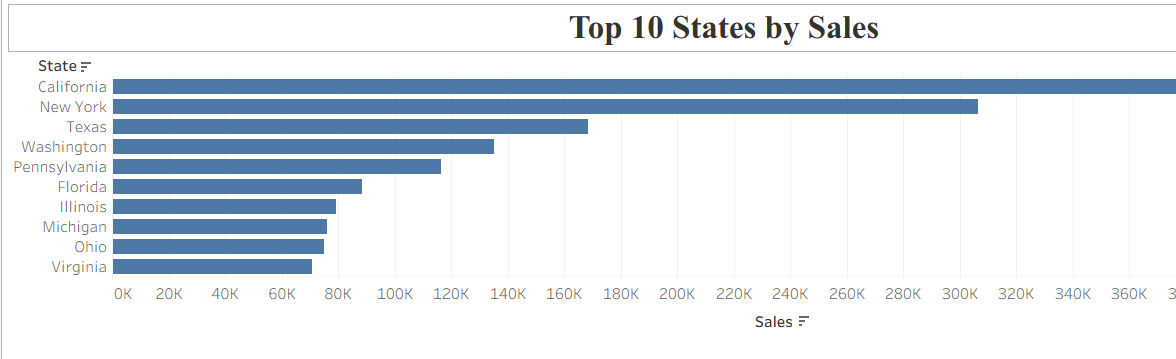 Top 10 States by Sales
State
California
New York
Texas
Washington
Pennsylvania
Florida
Illinois
Michigan
Ohio
Virginia
0K 20K 40K 60K 80K 100K 120K 140K 160K 180K 200K 220K 240K 260K 280K 300K 320K 340K 360K
Sales